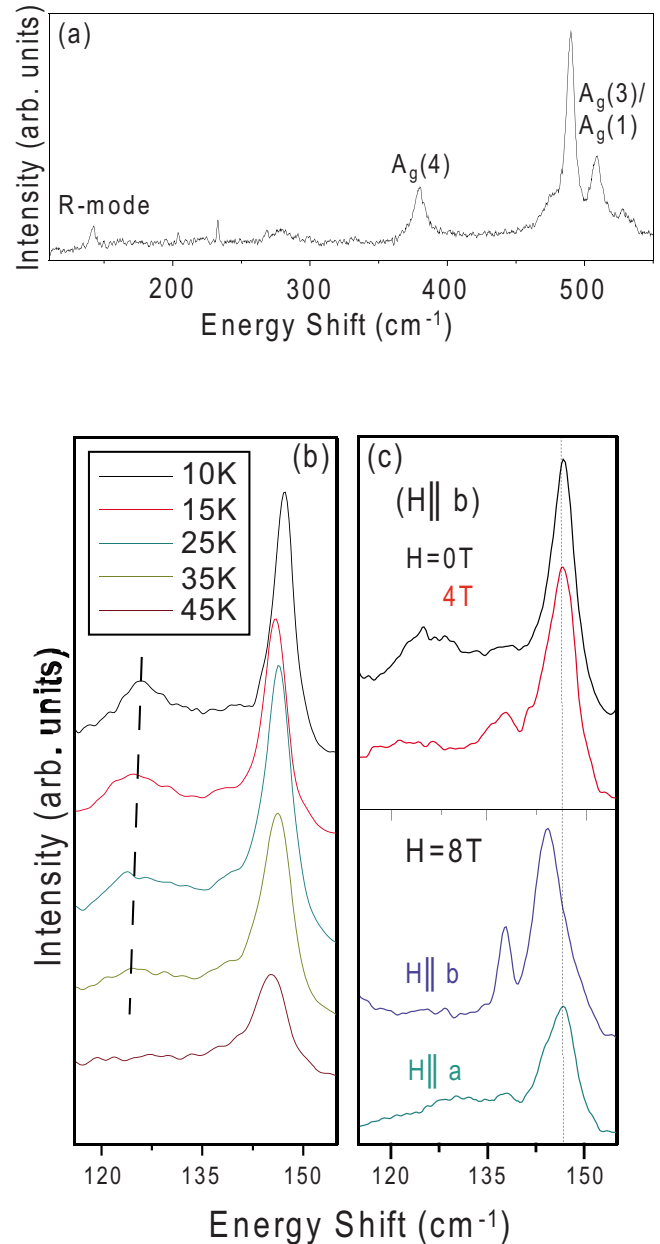 (a)
Intensity (arb. units)
R-mode
Ag(4)
Ag(3)/
Ag(1)
200 300 400 500
Energy Shift (cm-1)
(b)
10K
15K
25K
35K
45K
Intensity (arb. units)
120 135 150
(c)
(H|| b)
H=0T
4T
H=8T
H|| b
H|| a
120 135 150
Energy Shift (cm-1)